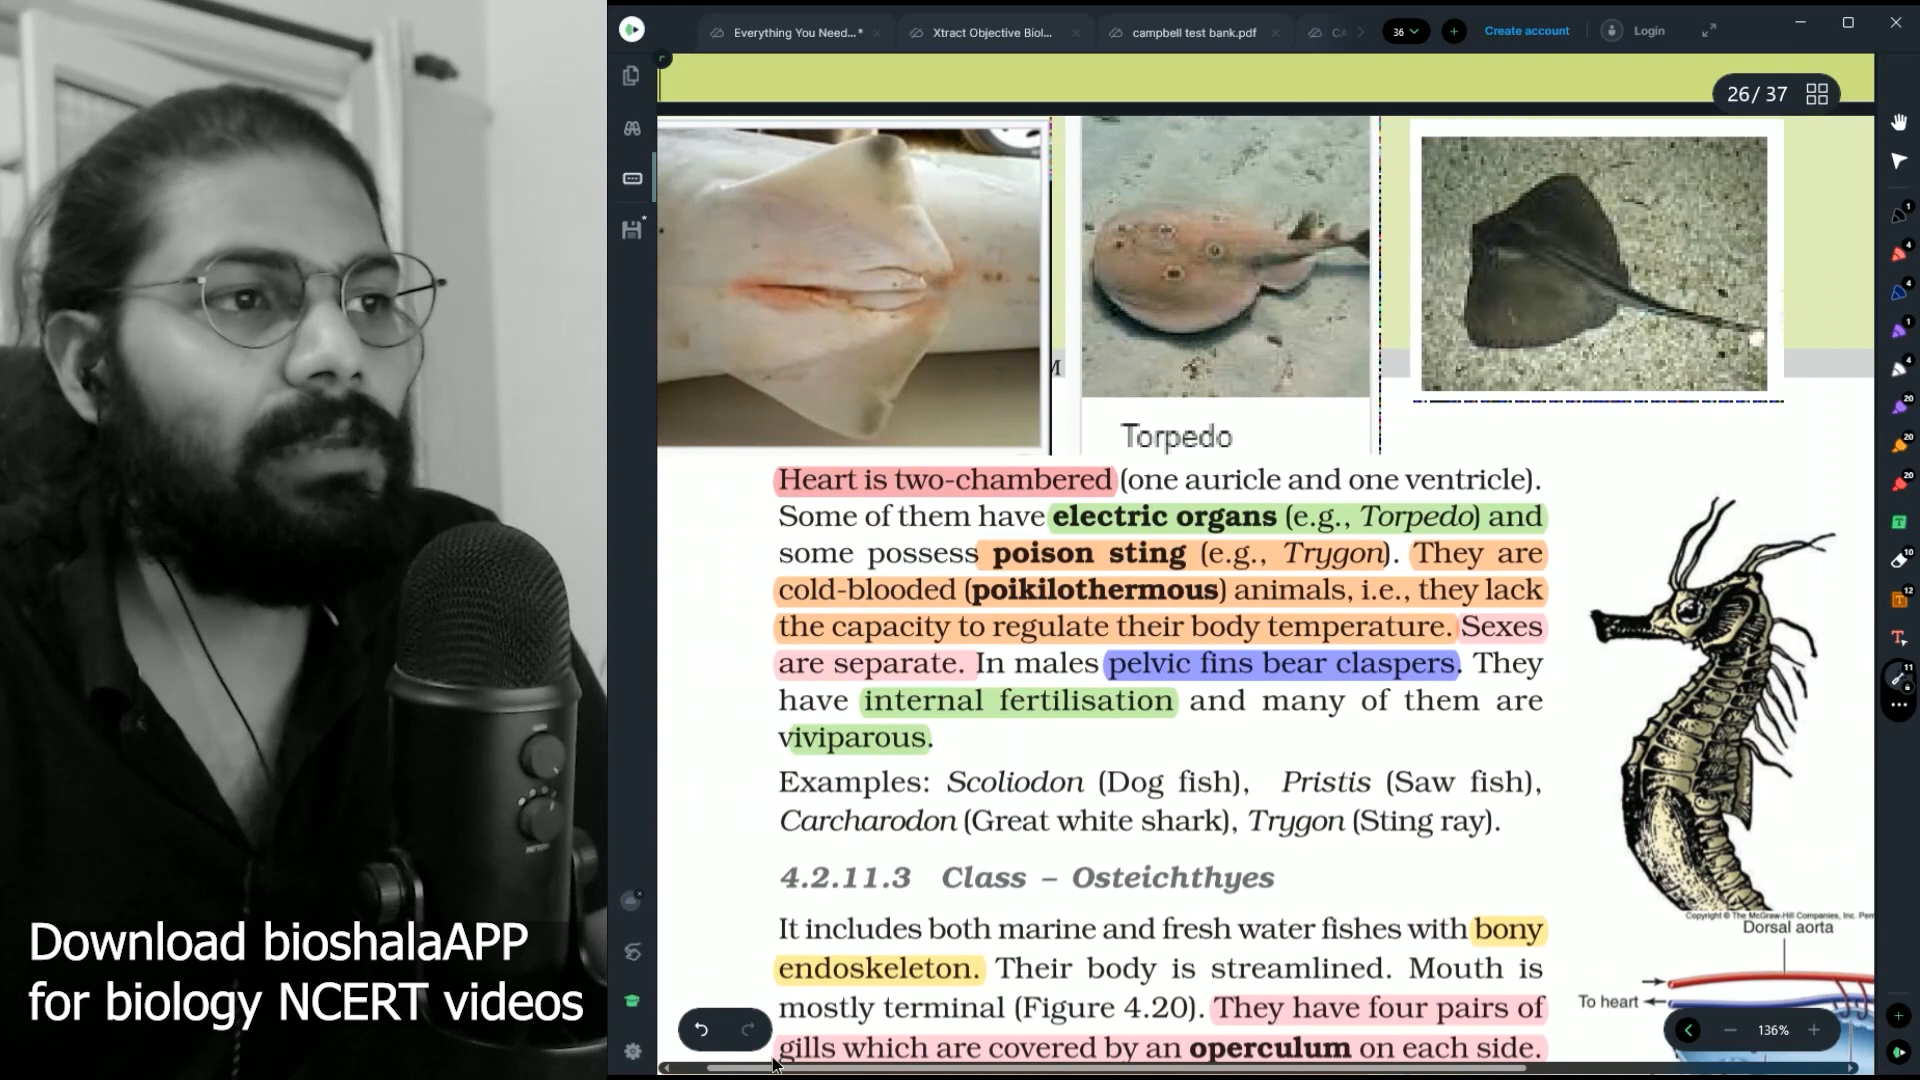 Everything You Need...*
Xtract Objective Biol...
campbell test bank.pdf
36
Create account
Login
26/ 37
Torpedo
Heart is two-chambered (one auricle and one ventricle).
Some of them have electric organs (e.g., Torpedo) and
some possess poison sting (e.g., Trygon). They are
cold-blooded (poikilothermous) animals, i.e., they lack
the capacity to regulate their body temperature. Sexes
are separate. In males pelvic fins bear claspers. They
have internal fertilisation and many of them are
viviparous.
Examples: Scoliodon (Dog fish), Pristis (Saw fish),
Carcharodon (Great white shark), Trygon (Sting ray).
4.2.11.3 Class – Osteichthyes
It includes both marine and fresh water fishes with bony
endoskeleton. Their body is streamlined. Mouth is
mostly terminal (Figure 4.20). They have four pairs of
gills which are covered by an operculum on each side.
Copyright © The McGraw-Hill Companies, Inc.
Dorsal aorta
To heart
136%
Download bioshalaAPP
for biology NCERT videos